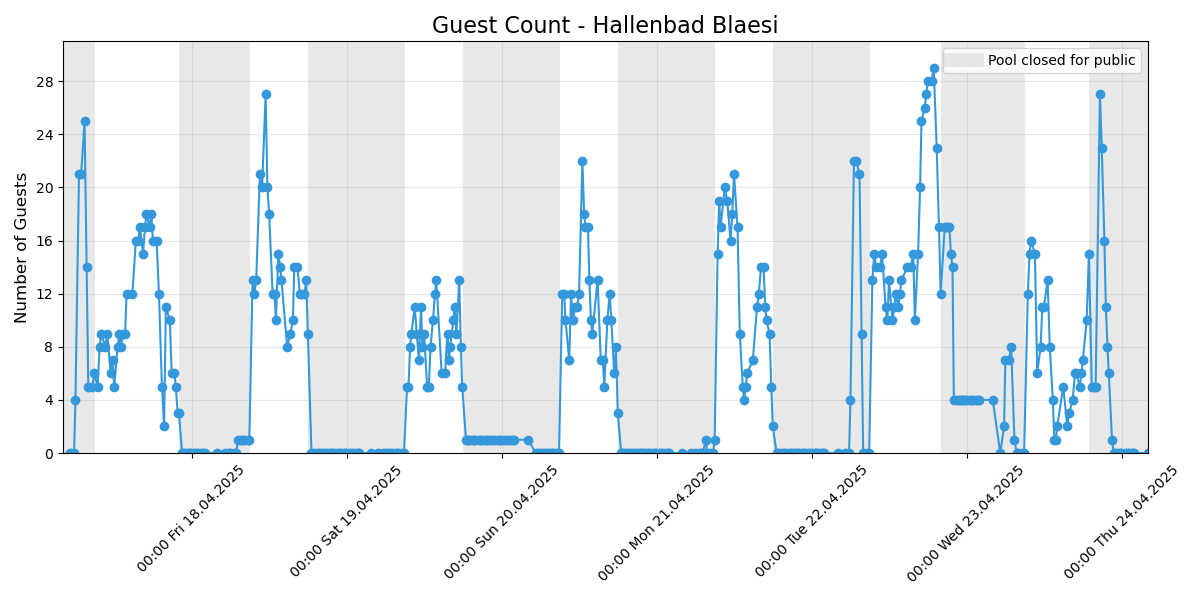 Guest Count - Hallenbad Blaesi
Pool closed for public
Number of Guests
28
24
20
16
12
8
4
0
00:00 Fri 18.04.2025
00:00 Sat 19.04.2025
00:00 Sun 20.04.2025
00:00 Mon 21.04.2025
00:00 Tue 22.04.2025
00:00 Wed 23.04.2025
00:00 Thu 24.04.2025